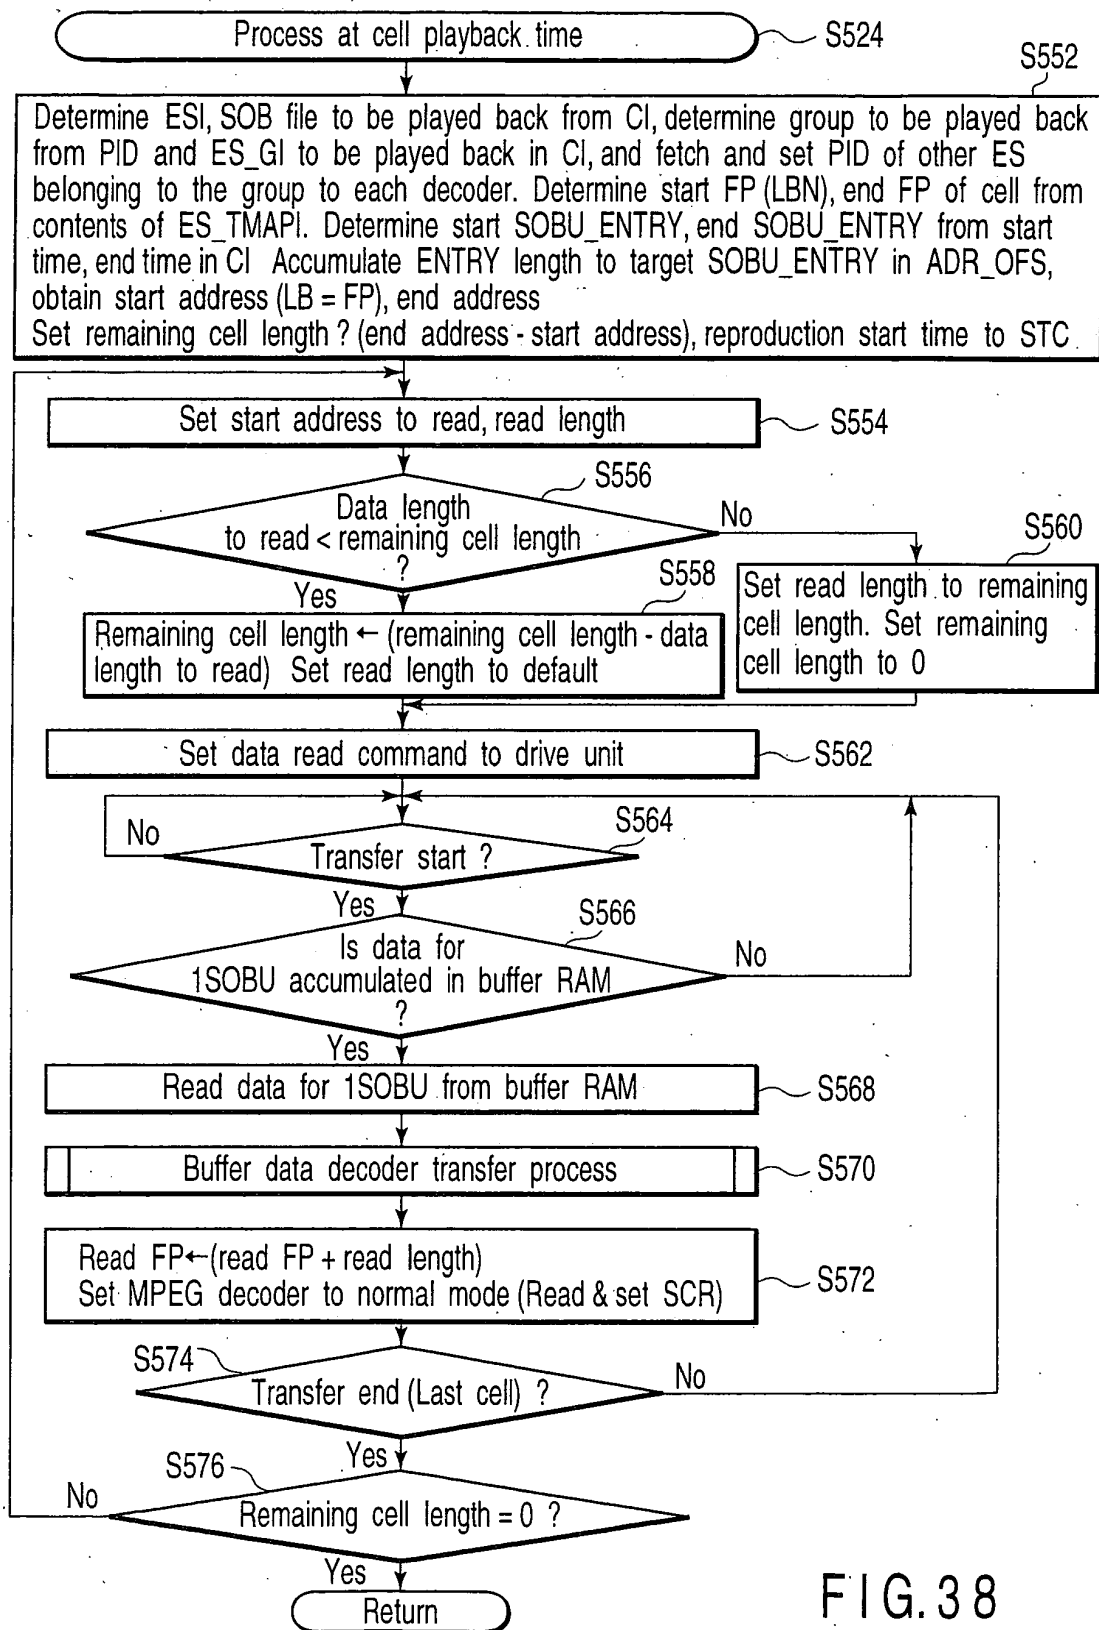 Process at cell playback time
S524
S552
Determine ESI, SOB file to be played back from CI, determine group to be played back
from PID and ES_GI to be played back in CI, and fetch and set PID of other ES
belonging to the group to each decoder. Determine start FP (LBN), end FP of cell from
contents of ES_TMAPI. Determine start SOBU_ENTRY, end SOBU_ENTRY from start
time, end time in CI Accumulate ENTRY length to target SOBU_ENTRY in ADR_OFS,
obtain start address (LB = FP), end address
Set remaining cell length ? (end address - start address), reproduction start time to STC
Set start address to read, read length
S554
S556
Data length
to read < remaining cell length
?
No
Yes
S558
S560
Remaining cell length ← (remaining cell length - data
length to read) Set read length to default
Set read length to remaining
cell length. Set remaining
cell length to 0
Set data read command to drive unit
S562
S564
No
Transfer start ?
Yes
S566
Is data for
1SOBU accumulated in buffer RAM
?
No
Yes
Read data for 1SOBU from buffer RAM
S568
Buffer data decoder transfer process
S570
Read FP←(read FP + read length)
Set MPEG decoder to normal mode (Read & set SCR)
S572
S574
Transfer end (Last cell) ?
No
Yes
S576
No
Remaining cell length = 0 ?
Yes
Return
FIG.38